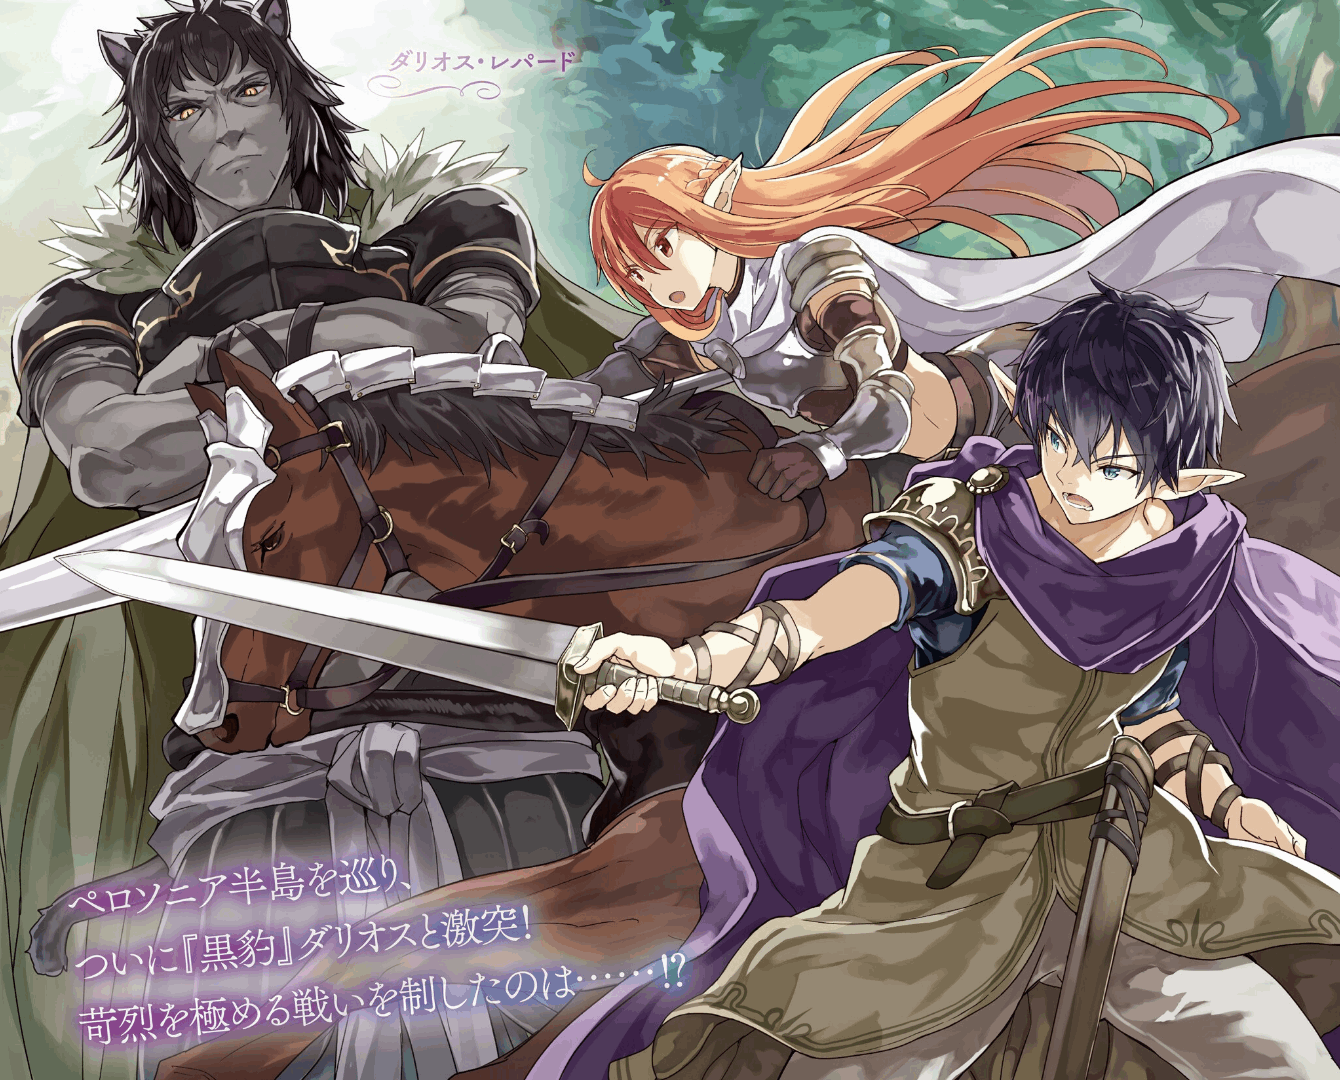 ダリオス・レパード
ペロソニア半島を巡り、
ついに『黒豹』ダリオスと激突!
苛烈を極める戦いを制したのは……!?